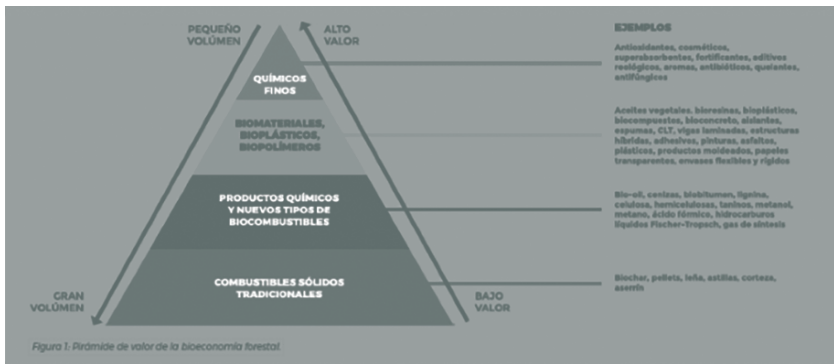 PEQUEÑO
VOLÚMEN
ALTO
VALOR
QUÍMICOS
FINOS
BIOMATERIALES,
BIOPLÁSTICOS,
BIOPOLÍMEROS
PRODUCTOS QUÍMICOS
Y NUEVOS TIPOS DE
BIOCOMBUSTIBLES
COMBUSTIBLES SÓLIDOS
TRADICIONALES
GRAN
VOLÚMEN
BAJO
VALOR
EJEMPLOS
Antioxidantes, cosméticos,
superabsorbentes, fortificantes, aditivos
reológicos, aromas, antibióticos, quelantes,
antifúngicos
Aceites vegetales, bioresinas, bioplásticos,
biocompuestos, bioconcreto, aislantes,
espumas, CLT, vigas laminadas, estructuras
híbridas, adhesivos, pinturas, asfaltos,
plásticos, productos moldeados, papeles
transparentes, envases flexibles y rígidos
Bio-oil, cenizas, biobitumen, lignina,
celulosa, hemicelulosas, taninos, metanol,
metano, ácido fórmico, hidrocarburos
líquidos Fischer-Tropsch, gas de síntesis
Biochar, pellets, leña, astillas, corteza,
aserrín
Figura 1: Pirámide de valor de la bioeconomía forestal